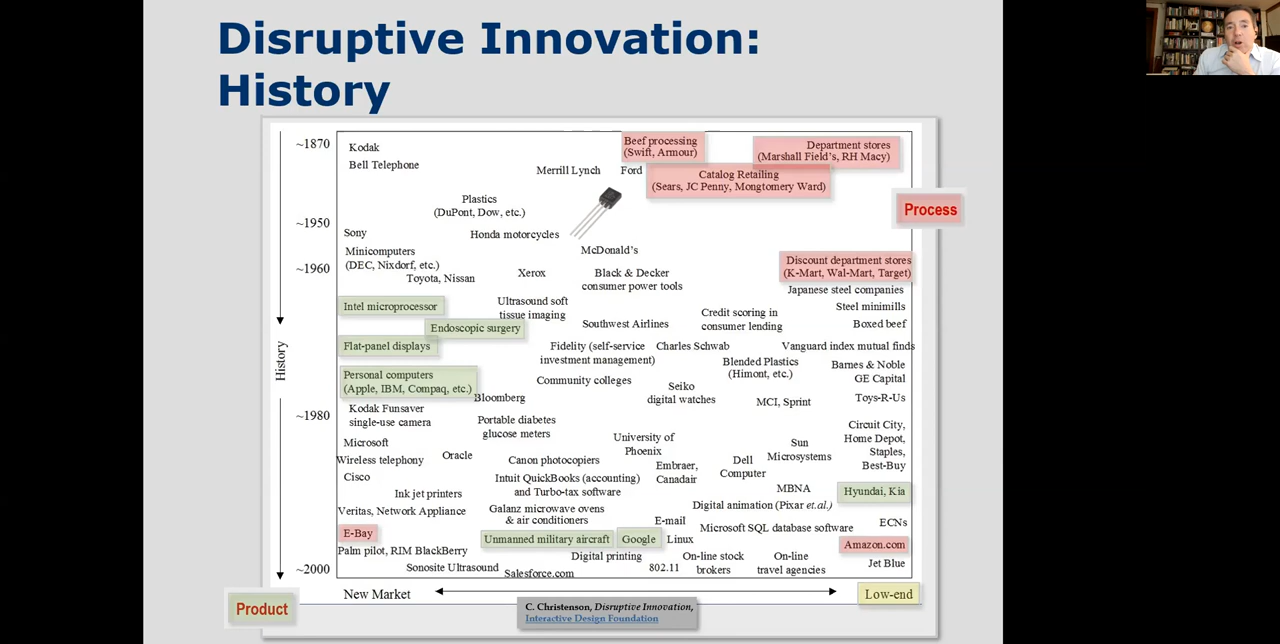 Disruptive Innovation:
History
~1870
Kodak
Bell Telephone
Merrill Lynch
Ford
Beef processing
(Swift, Armour)
Department stores
(Marshall Field's, RH Macy)
Catalog Retailing
(Sears, JC Penny, Mongtomery Ward)
Plastics
(DuPont, Dow, etc.)
Process
~1950
Sony
Honda motorcycles
Minicomputers
(DEC, Nixdorf, etc.)
McDonald's
~1960
Toyota, Nissan
Xerox
Black & Decker
consumer power tools
Discount department stores
(K-Mart, Wal-Mart, Target)
Japanese steel companies
Intel microprocessor
Ultrasound soft
tissue imaging
Steel minimills
Credit scoring in
consumer lending
Endoscopic surgery
Southwest Airlines
Boxed beef
History
Flat-panel displays
Fidelity (self-service
investment management)
Charles Schwab
Vanguard index mutual finds
Blended Plastics
(Himont, etc.)
Barnes & Noble
GE Capital
Personal computers
(Apple, IBM, Compaq, etc.)
Community colleges
Seiko
digital watches
Bloomberg
MCI, Sprint
Toys-R-Us
~1980
Kodak Funsaver
single-use camera
Portable diabetes
glucose meters
Circuit City,
Home Depot,
Staples,
Best-Buy
Microsoft
University of
Phoenix
Sun
Microsystems
Wireless telephony
Oracle
Canon photocopiers
Embraer,
Canadair
Dell
Computer
Cisco
Intuit QuickBooks (accounting)
and Turbo-tax software
Ink jet printers
MBNA
Hyundai, Kia
Veritas, Network Appliance
Galanz microwave ovens
& air conditioners
Digital animation (Pixar et.al.)
E-mail
Microsoft SQL database software
ECNs
E-Bay
Unmanned military aircraft
Google
Linux
Amazon.com
Palm pilot, RIM BlackBerry
Digital printing
On-line stock
brokers
On-line
travel agencies
Jet Blue
~2000
Sonosite Ultrasound
Salesforce.com
802.11
New Market
Low-end
Product
C. Christenson, Disruptive Innovation,
Interactive Design Foundation